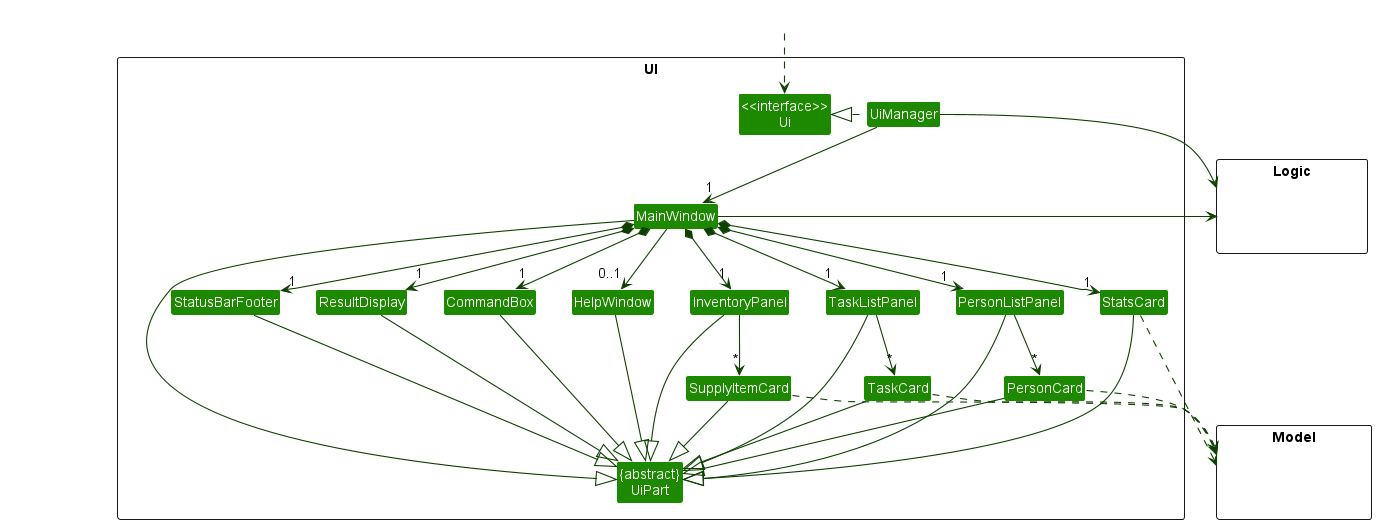 UI
<<interface>>
Ui
UiManager
Logic
1
MainWindow
1
1
1
0..1
1
1
1
1
StatusBarFooter
ResultDisplay
CommandBox
HelpWindow
InventoryPanel
TaskListPanel
PersonListPanel
StatsCard
*
*
*
SupplyItemCard
TaskCard
PersonCard
Model
{abstract}
UiPart